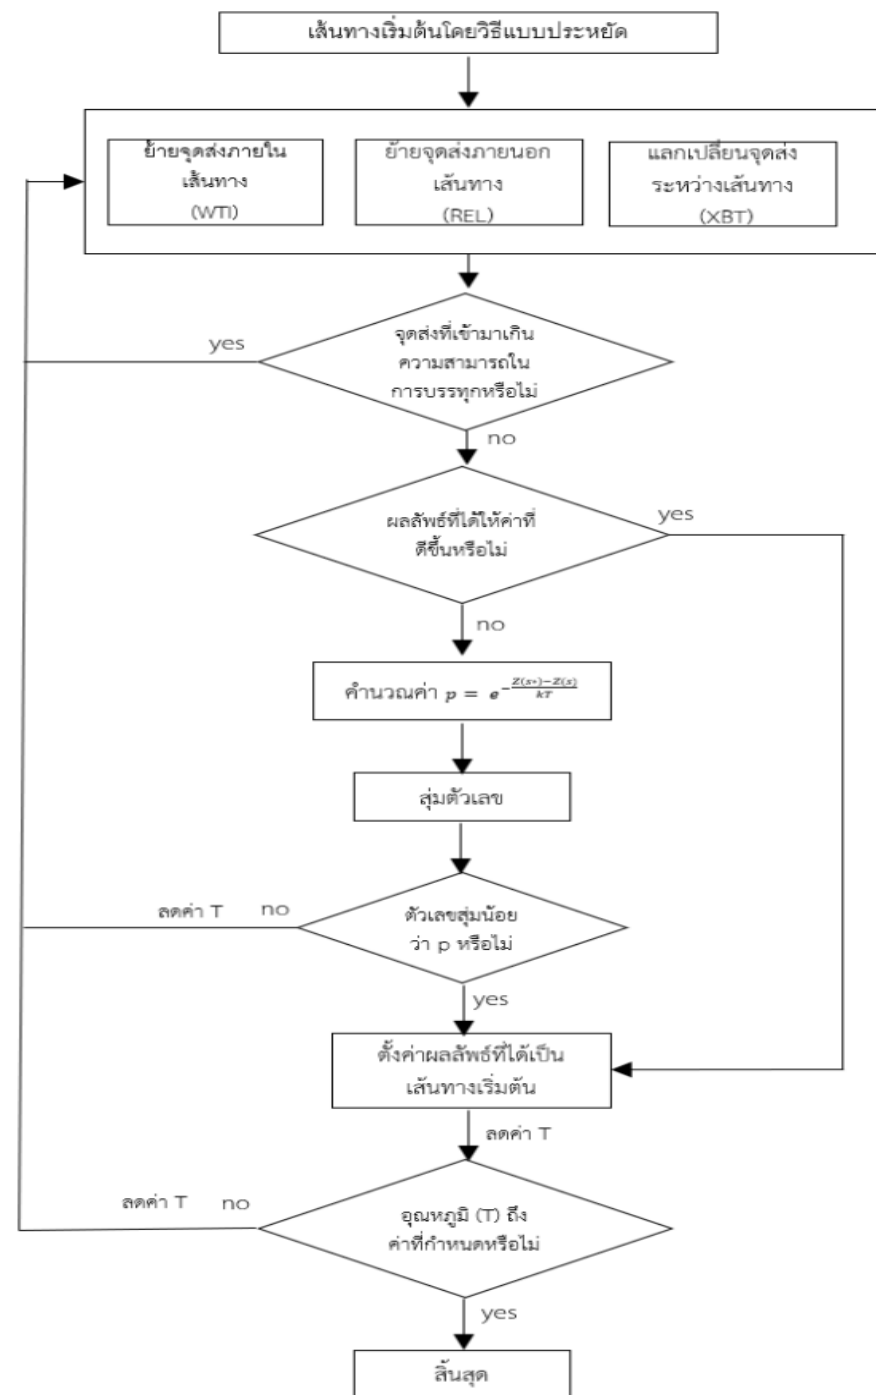 เส้นทางเริ่มต้นโดยวิธีแบบประหยัด
ย้ายจุดส่งภายใน
เส้นทาง
(WTI)
ย้ายจุดส่งภายนอก
เส้นทาง
(REL)
แลกเปลี่ยนจุดส่ง
ระหว่างเส้นทาง
(XBT)
จุดส่งที่เข้ามาเกิน
ความสามารถใน
การบรรทุกหรือไม่
yes
no
ผลลัพธ์ที่ได้ให้ค่าที่
ดีขึ้นหรือไม่
yes
no
คำนวณค่า p = e^{-\frac{Z(s*)-Z(s)}{kT}}
สุ่มตัวเลข
ตัวเลขสุ่มน้อย
ว่า p หรือไม่
ลดค่า T no
yes
ตั้งค่าผลลัพธ์ที่ได้เป็น
เส้นทางเริ่มต้น
ลดค่า T
อุณหภูมิ (T) ถึง
ค่าที่กำหนดหรือไม่
ลดค่า T no
yes
สิ้นสุด